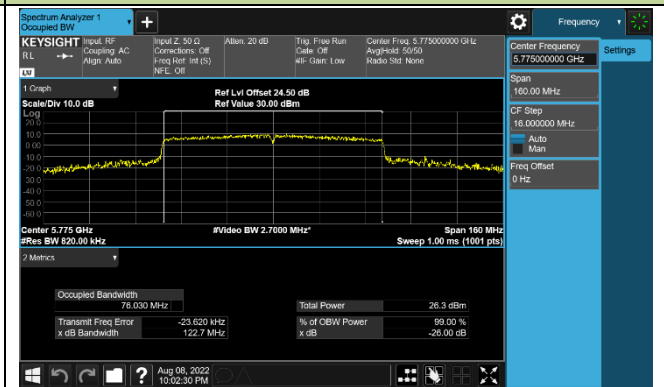 Spectrum Analyzer 1
Occupied BW
+
Frequency
KEYSIGHT
RL
Input: RF
Coupling: AC
Align: Auto
Input Z: 50 Ω
Corrections: Off
Freq Ref: Int (S)
NFE: Off
Atten: 20 dB
Trig: Free Run
Gate: Off
#IF Gain: Low
Center Freq: 5.775000000 GHz
Avg|Hold: 50/50
Radio Std: None
LXI
Center Frequency
5.775000000 GHz
Settings
Span
160.00 MHz
CF Step
16.000000 MHz
Auto
Man
Freq Offset
0 Hz
1 Graph
Scale/Div 10.0 dB
Ref Lvl Offset 24.50 dB
Ref Value 30.00 dBm
Log
20.0
10.0
0.00
-10.0
-20.0
-30.0
-40.0
-50.0
-60.0
Center 5.775 GHz
#Res BW 820.00 kHz
#Video BW 2.7000 MHz*
Span 160 MHz
Sweep 1.00 ms (1001 pts)
2 Metrics
Occupied Bandwidth
76.030 MHz
Total Power 26.3 dBm
Transmit Freq Error -23.620 kHz
% of OBW Power 99.00 %
x dB Bandwidth 122.7 MHz
x dB -26.00 dB
?
Aug 08, 2022
10:02:30 PM